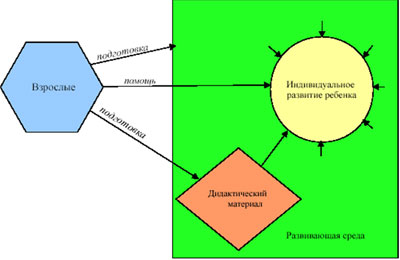 подготовка
Взрослые
помощь
Индивидуальное
развитие ребенка
подготовка
Дидактический
материал
Развивающая среда